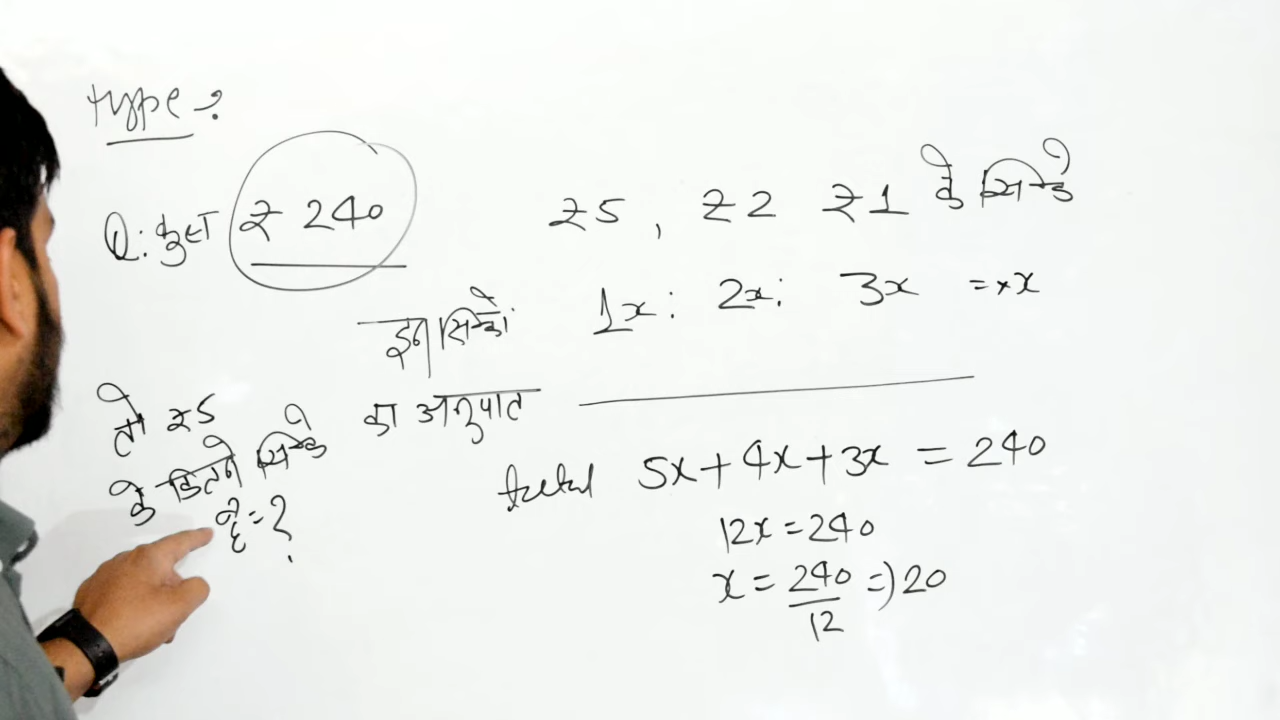 type :
Q: कुल ₹ 240 ₹5 , ₹2 ₹1 के सिक्के
इन सिक्कों 1x : 2x : 3x
का अनुपात
तो ₹5
के कितने सिक्के
है = ?
total 5x + 4x + 3x = 240
12x = 240
x = 240/12 => 20